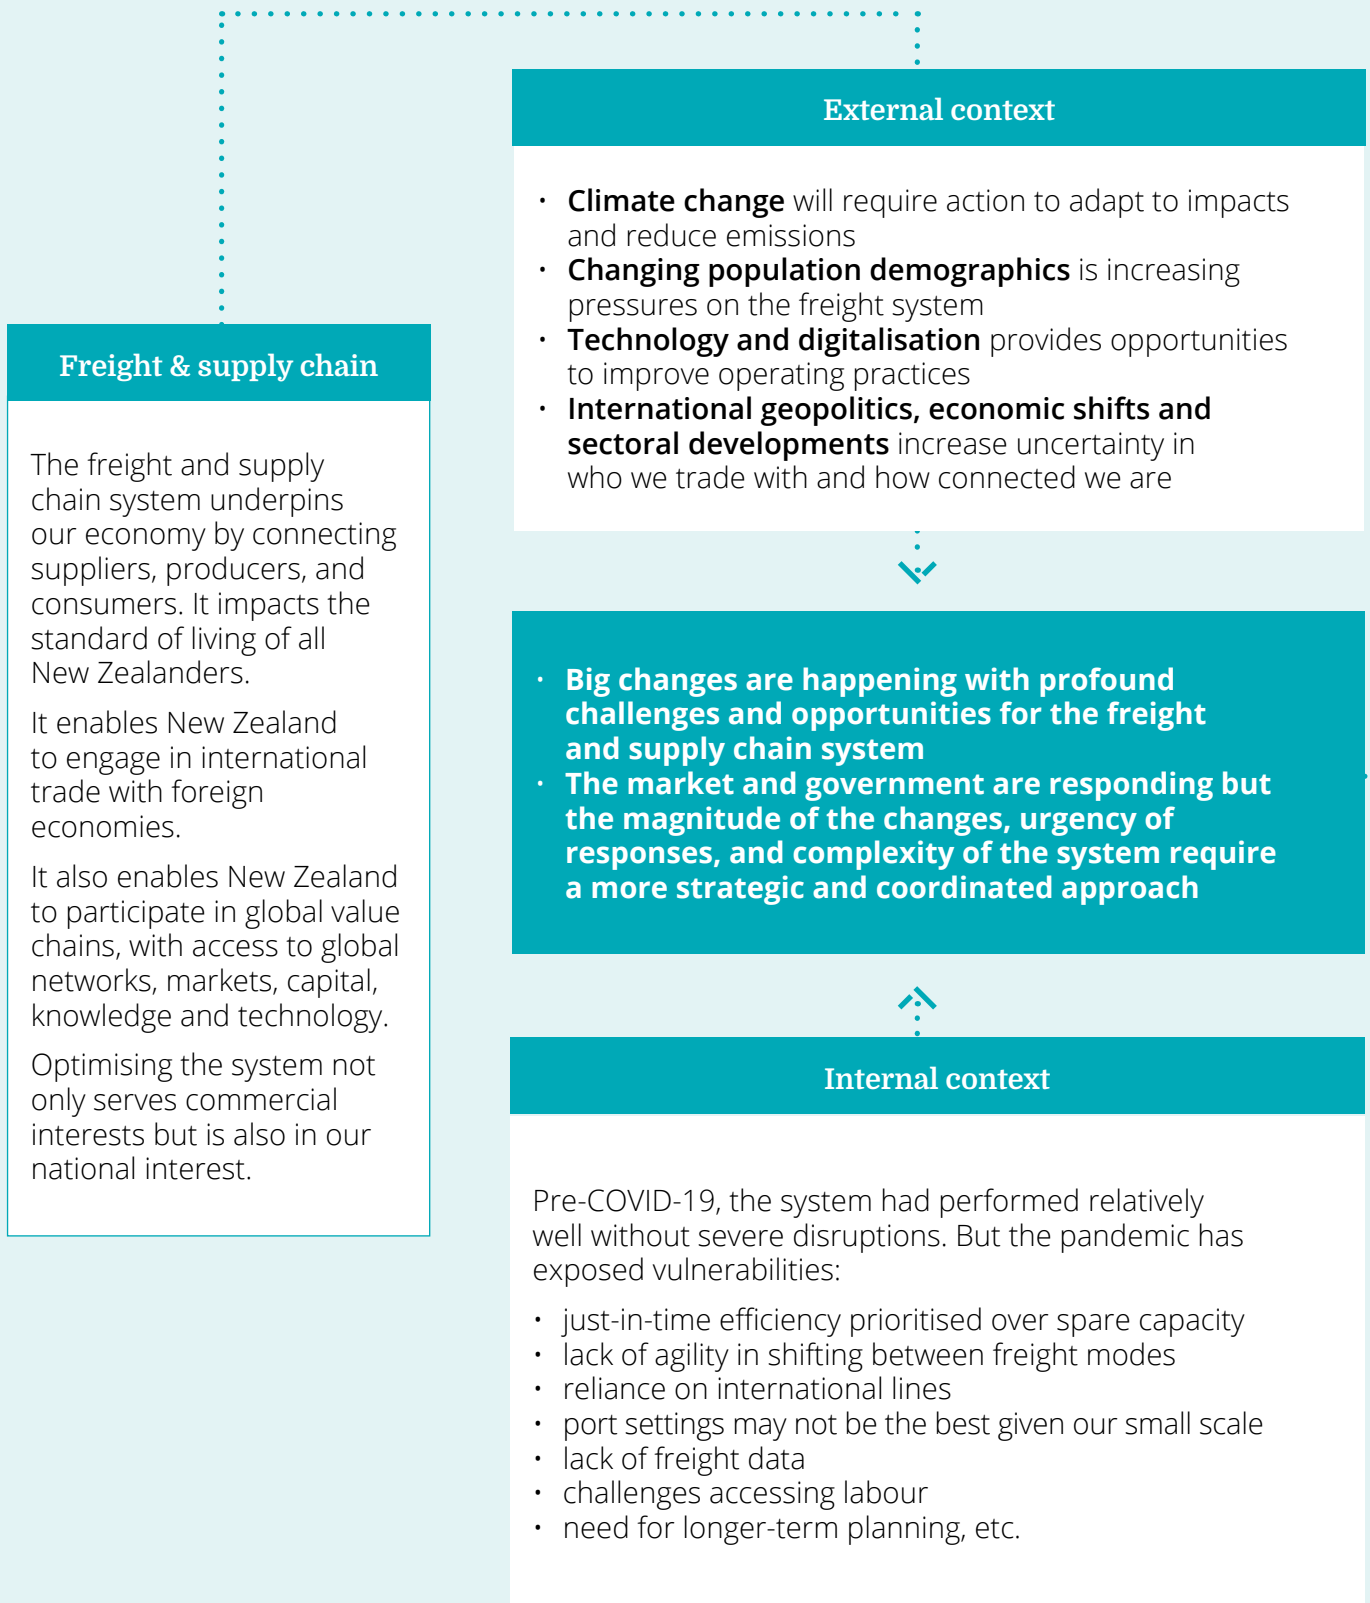 Freight & supply chain
The freight and supply
chain system underpins
our economy by connecting
suppliers, producers, and
consumers. It impacts the
standard of living of all
New Zealanders.
It enables New Zealand
to engage in international
trade with foreign
economies.
It also enables New Zealand
to participate in global value
chains, with access to global
networks, markets, capital,
knowledge and technology.
Optimising the system not
only serves commercial
interests but is also in our
national interest.
External context
· Climate change will require action to adapt to impacts
and reduce emissions
· Changing population demographics is increasing
pressures on the freight system
· Technology and digitalisation provides opportunities
to improve operating practices
· International geopolitics, economic shifts and
sectoral developments increase uncertainty in
who we trade with and how connected we are
· Big changes are happening with profound
challenges and opportunities for the freight
and supply chain system
· The market and government are responding but
the magnitude of the changes, urgency of
responses, and complexity of the system require
a more strategic and coordinated approach
Internal context
Pre-COVID-19, the system had performed relatively
well without severe disruptions. But the pandemic has
exposed vulnerabilities:
· just-in-time efficiency prioritised over spare capacity
· lack of agility in shifting between freight modes
· reliance on international lines
· port settings may not be the best given our small scale
· lack of freight data
· challenges accessing labour
· need for longer-term planning, etc.